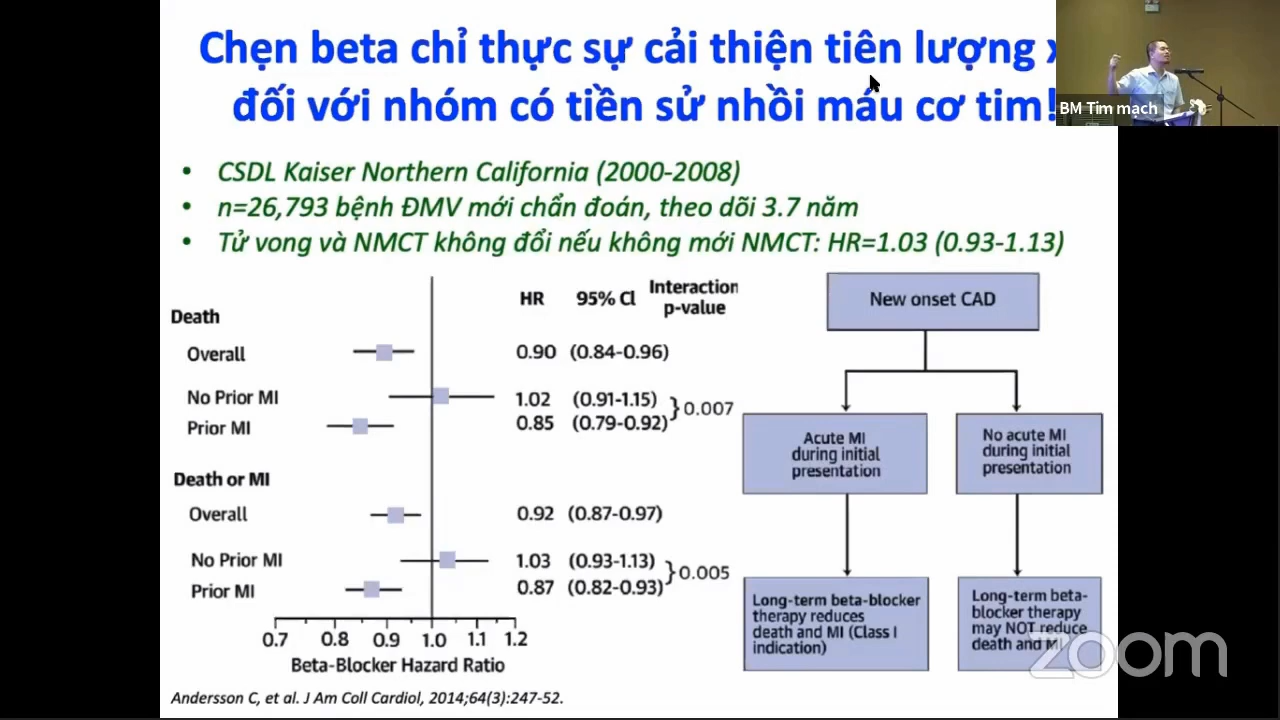 Chẹn beta chỉ thực sự cải thiện tiên lượng
đối với nhóm có tiền sử nhồi máu cơ tim!
BM Tim mach
• CSDL Kaiser Northern California (2000-2008)
• n=26,793 bệnh ĐMV mới chẩn đoán, theo dõi 3.7 năm
• Tử vong và NMCT không đổi nếu không mới NMCT: HR=1.03 (0.93-1.13)
HR 95% CI Interaction p-value
Death
Overall 0.90 (0.84-0.96)
No Prior MI 1.02 (0.91-1.15)
Prior MI 0.85 (0.79-0.92)
}0.007
Death or MI
Overall 0.92 (0.87-0.97)
No Prior MI 1.03 (0.93-1.13)
Prior MI 0.87 (0.82-0.93)
}0.005
0.7 0.8 0.9 1.0 1.1 1.2
Beta-Blocker Hazard Ratio
New onset CAD
Acute MI
during initial
presentation
No acute MI
during initial
presentation
Long-term beta-blocker
therapy reduces
death and MI (Class I
indication)
Long-term beta-
blocker therapy
may NOT reduce
death and MI
zoom
Andersson C, et al. J Am Coll Cardiol, 2014;64(3):247-52.